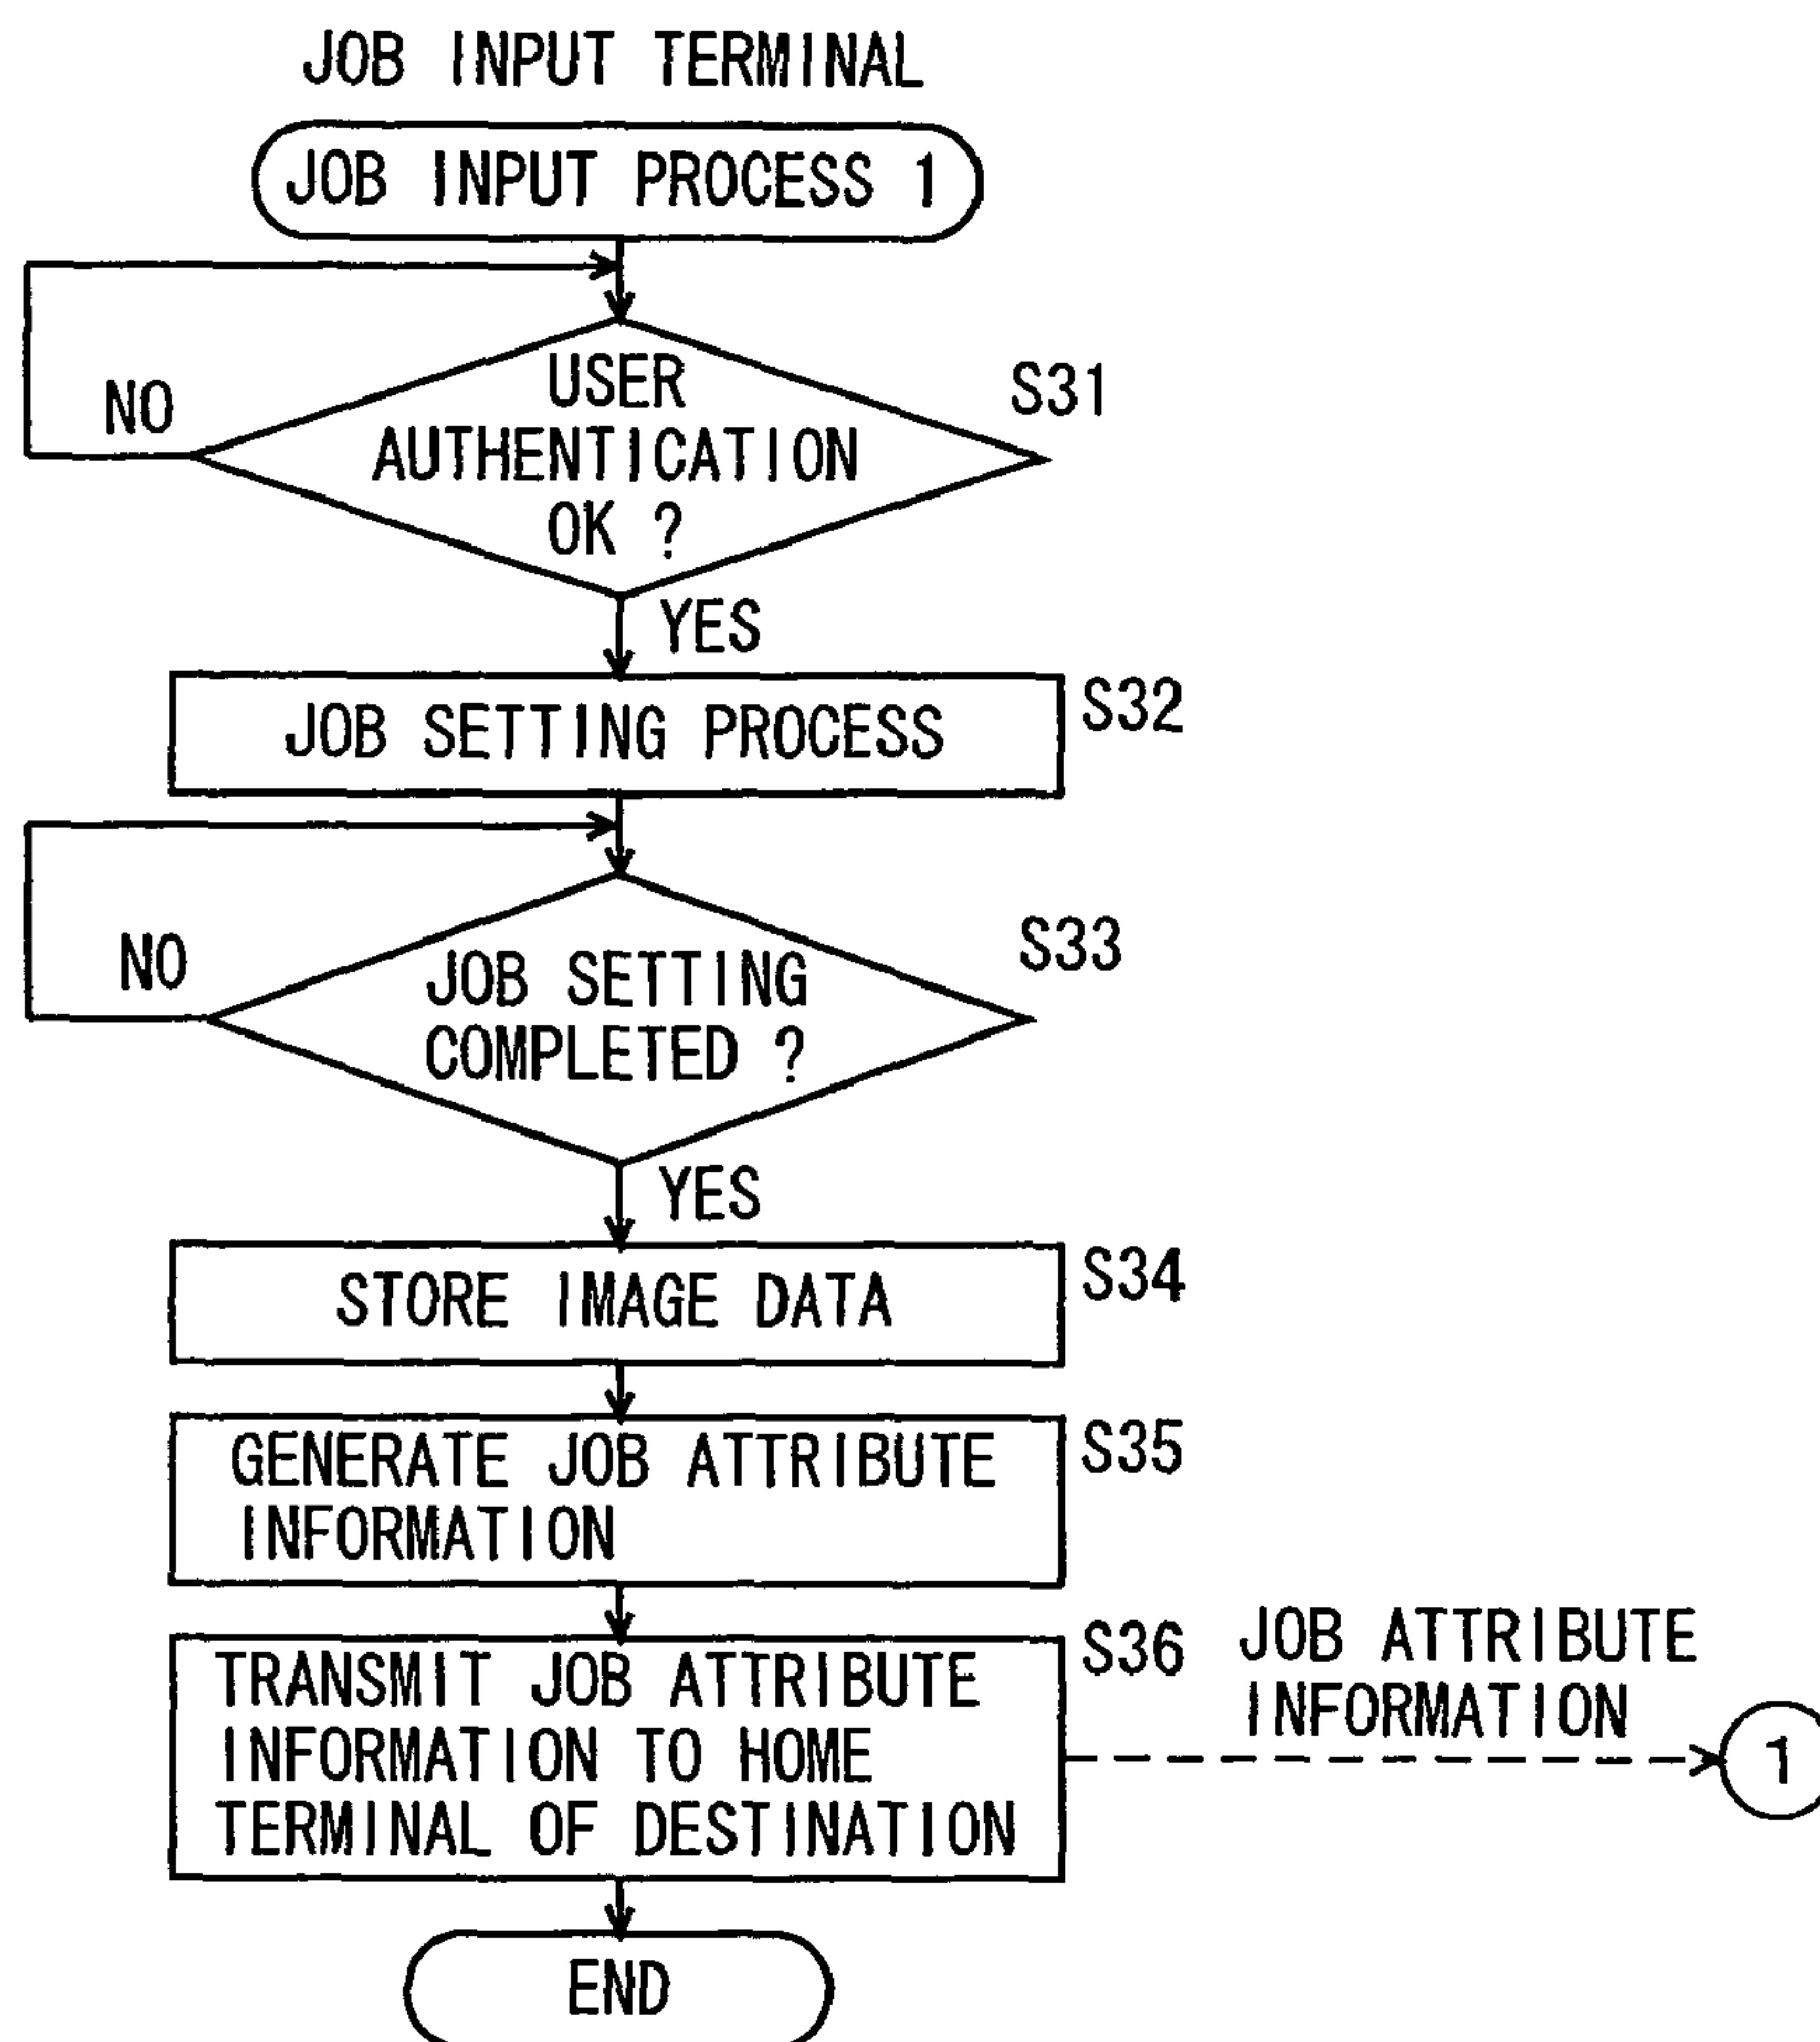 JOB INPUT TERMINAL
JOB INPUT PROCESS 1
USER
AUTHENTICATION
OK ?
S31
NO
YES
JOB SETTING PROCESS
S32
JOB SETTING
COMPLETED ?
S33
NO
YES
STORE IMAGE DATA
S34
GENERATE JOB ATTRIBUTE
INFORMATION
S35
TRANSMIT JOB ATTRIBUTE
INFORMATION TO HOME
TERMINAL OF DESTINATION
S36
JOB ATTRIBUTE
INFORMATION
1
END